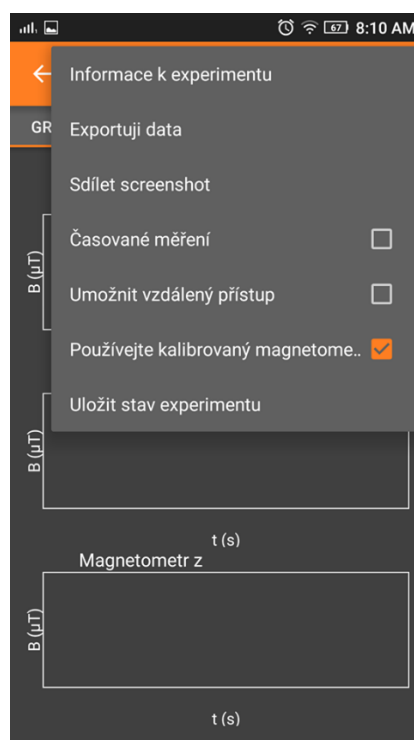 67 8:10 AM
Informace k experimentu
GR
Exportuji data
Sdílet screenshot
Časované měření
B (µT)
Umožnit vzdálený přístup
Používejte kalibrovaný magnetome..
Uložit stav experimentu
B (µT)
t (s)
Magnetometr z
B (µT)
t (s)